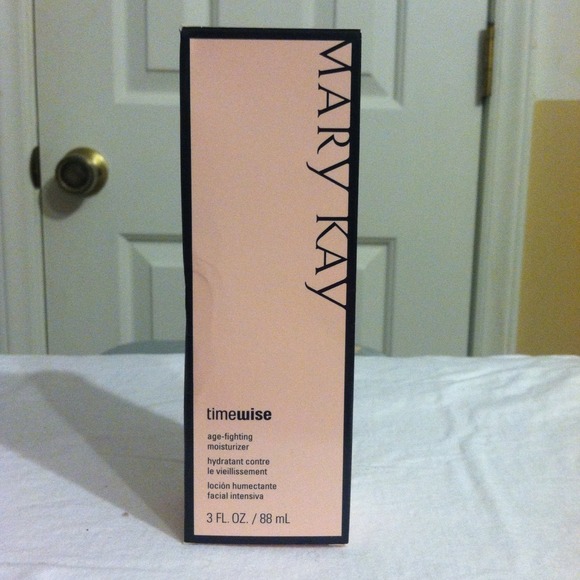 MARY KAY
timewise
age-fighting
moisturizer
hydratant contre
le vieillissement
loción humectante
facial intensiva
3 FL. OZ. / 88 mL